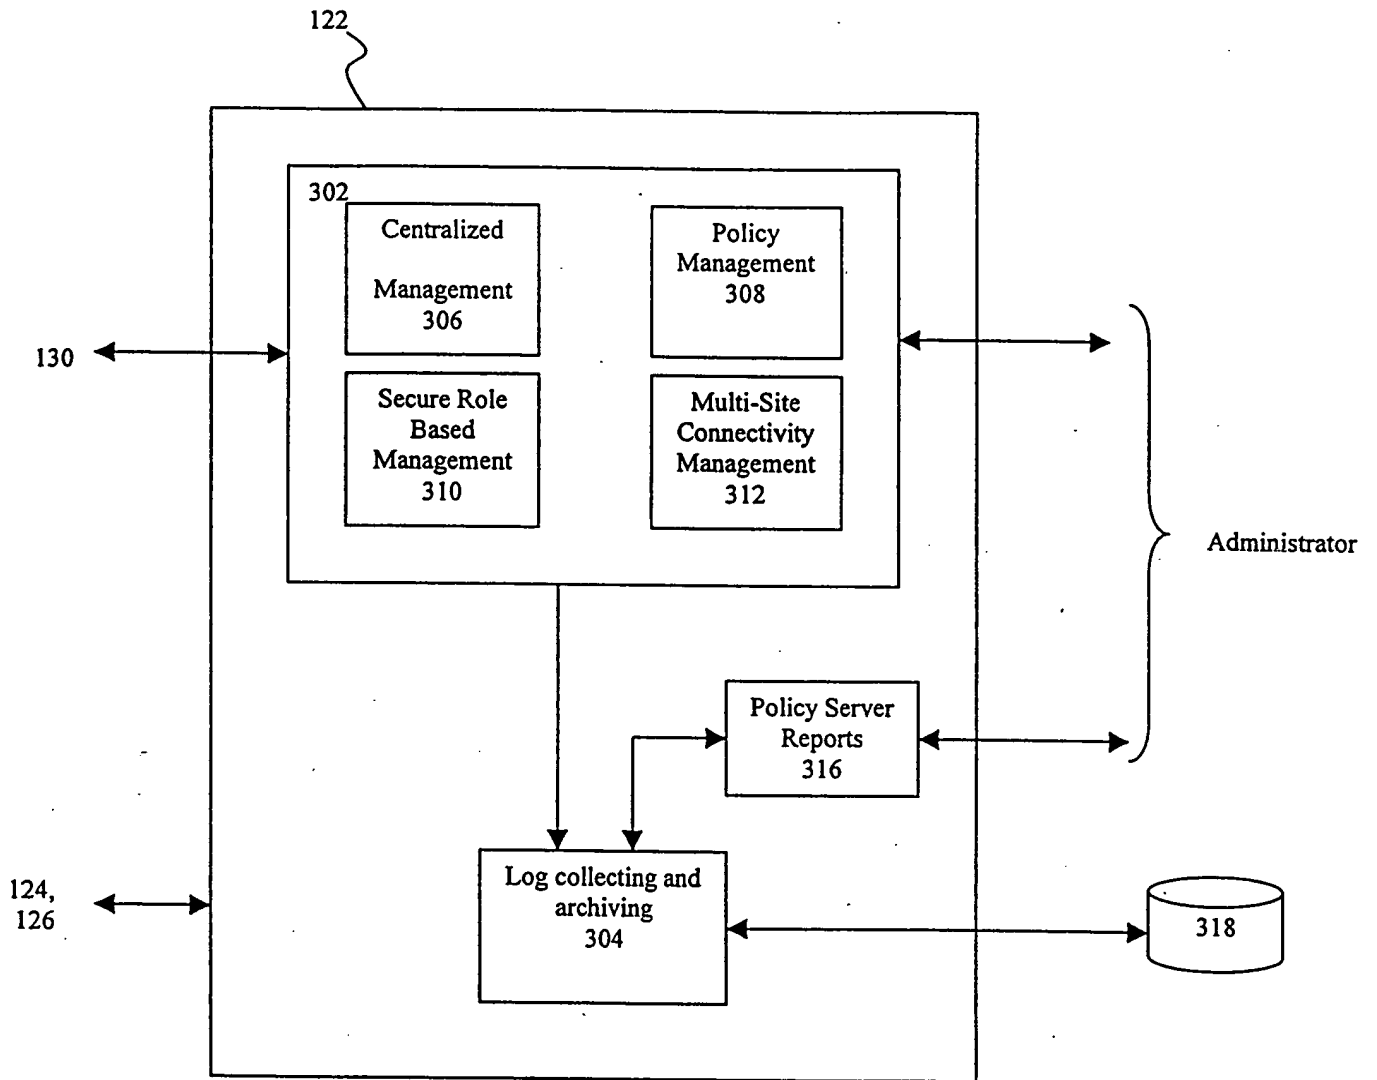 122
302
Centralized
Management
306
Policy
Management
308
130
Secure Role
Based
Management
310
Multi-Site
Connectivity
Management
312
Administrator
Policy Server
Reports
316
124,
126
Log collecting and
archiving
304
318